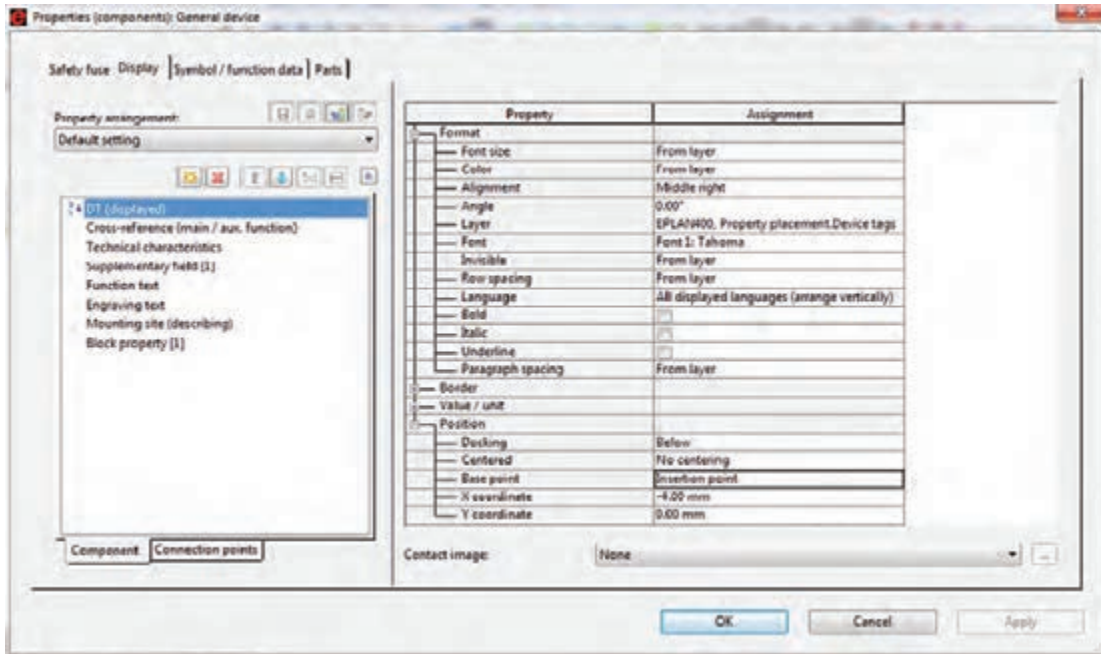 Properties (components): General device
Safety fuse Display Symbol / function data Parts
Property arrangement:
Default setting
DT (displayed)
Cross-reference (main / aux. function)
Technical characteristics
Supplementary field [1]
Function text
Engraving text
Mounting site (describing)
Block property [1]
Component Connection points
Property Assignment
Format
Font size From layer
Color From layer
Alignment Middle right
Angle 0.00°
Layer EPLAN400, Property placement.Device tags
Font Font 1: Tahoma
Invisible From layer
Row spacing From layer
Language All displayed languages (arrange vertically)
Bold
Italic
Underline
Paragraph spacing From layer
Border
Value / unit
Position
Docking Below
Centered No centering
Base point Insertion point
X coordinate -4.00 mm
Y coordinate 0.00 mm
Contact image: None ...
OK Cancel Apply